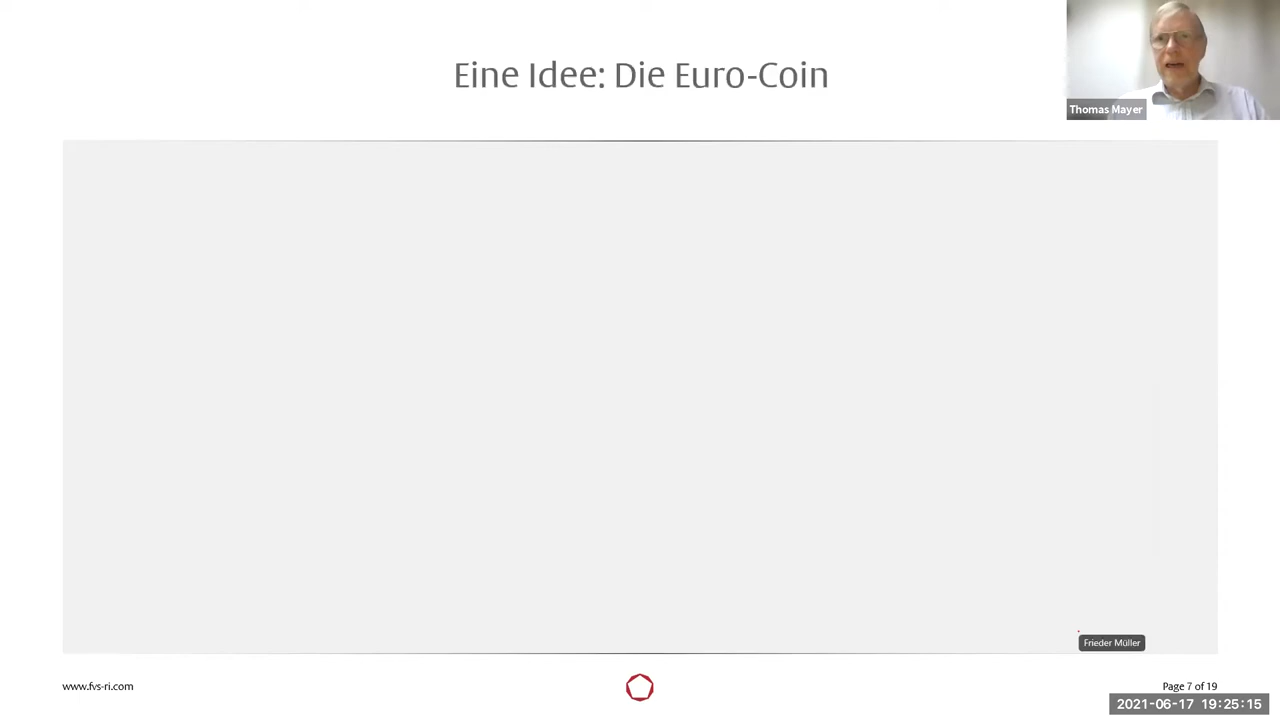 Eine Idee: Die Euro-Coin
Thomas Mayer
Frieder Müller
www.fvs-ri.com
Page 7 of 19
2021-06-17 19:25:15